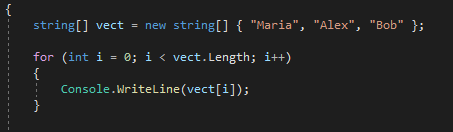 {
string[] vect = new string[] { "Maria", "Alex", "Bob" };
for (int i = 0; i < vect.Length; i++)
{
Console.WriteLine(vect[i]);
}